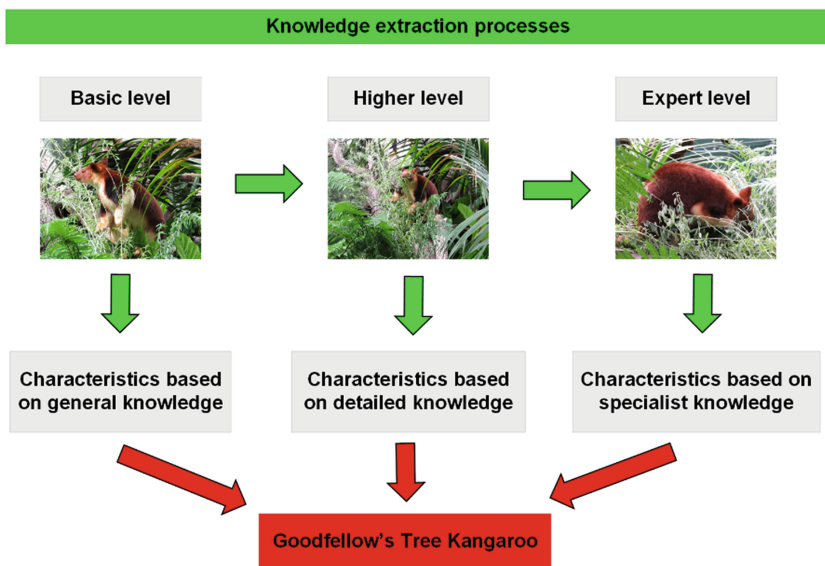 Knowledge extraction processes
Basic level
Higher level
Expert level
Characteristics based
on general knowledge
Characteristics based
on detailed knowledge
Characteristics based on
specialist knowledge
Goodfellow's Tree Kangaroo